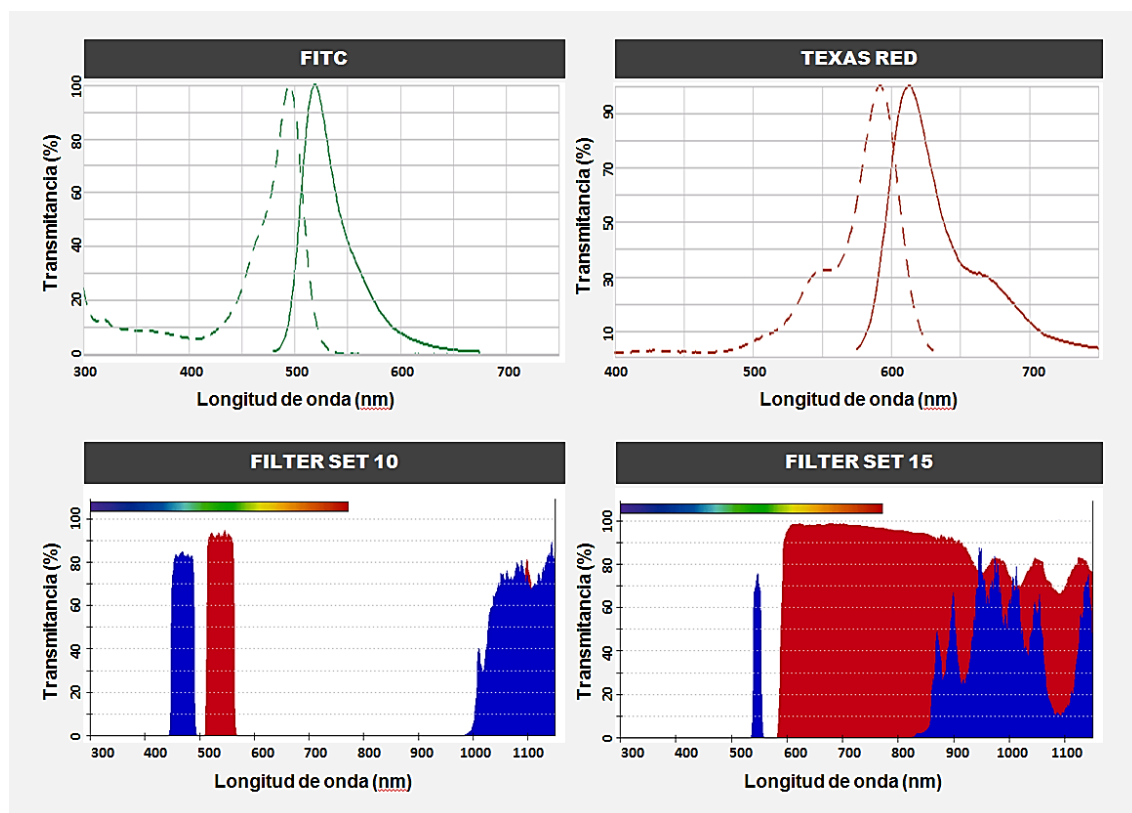 FITC
Transmitancia (%)
100
80
60
40
20
0
300 400 500 600 700
Longitud de onda (nm)
TEXAS RED
Transmitancia (%)
90
70
50
30
10
400 500 600 700
Longitud de onda (nm)
FILTER SET 10
Transmitancia (%)
100
80
60
40
20
0
300 400 500 600 700 800 900 1000 1100
Longitud de onda (nm)
FILTER SET 15
Transmitancia (%)
100
80
60
40
20
0
300 400 500 600 700 800 900 1000 1100
Longitud de onda (nm)